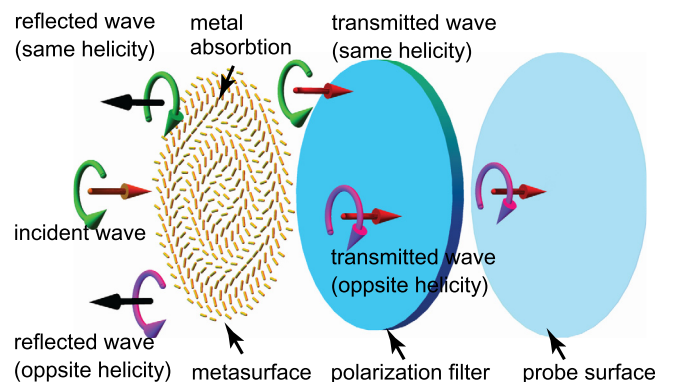 reflected wave
(same helicity)
metal
absorbtion
transmitted wave
(same helicity)
incident wave
transmitted wave
(oppsite helicity)
reflected wave
(opposite helicity)
metasurface
polarization filter
probe surface